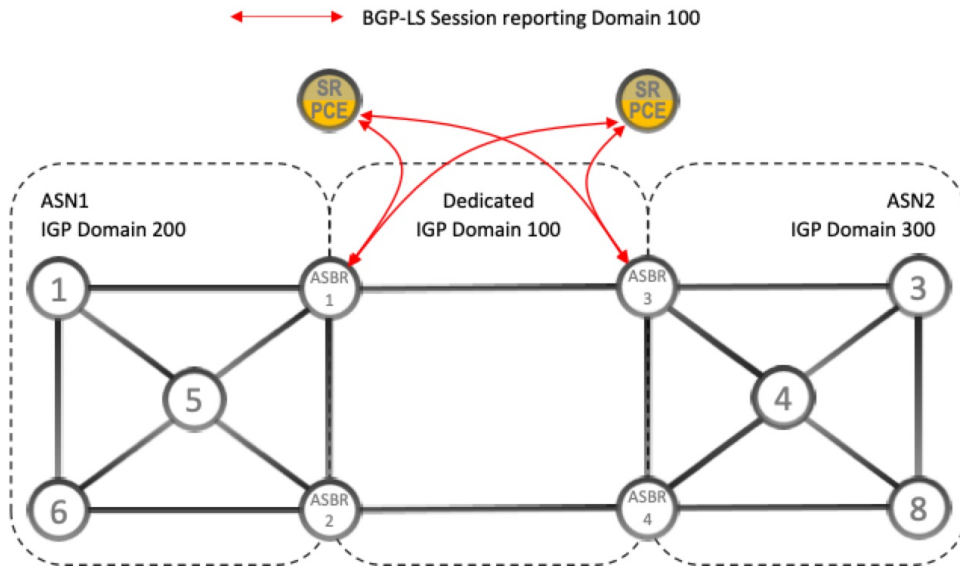 BGP-LS Session reporting Domain 100
SR
PCE
SR
PCE
ASN1
IGP Domain 200
Dedicated
IGP Domain 100
ASN2
IGP Domain 300
1
ASBR
1
ASBR
3
3
5
4
6
ASBR
2
ASBR
4
8